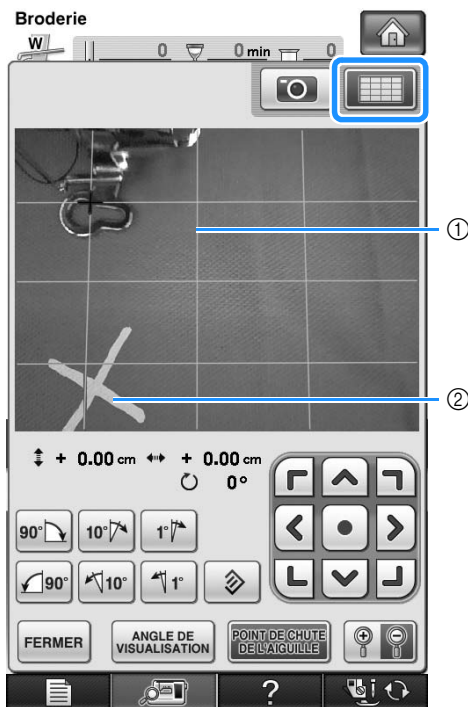 Broderie
W 0 0 min 0
①
②
+ 0.00 cm + 0.00 cm
0°
90° 10° 1°
90° 10° 1°
FERMER ANGLE DE VISUALISATION POINT DE CHUTE DE L'AIGUILLE
?